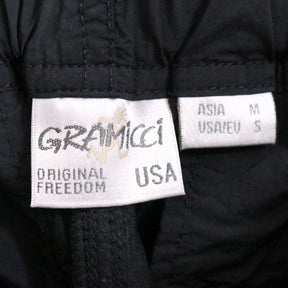 GRAMICCI
ORIGINAL
FREEDOM
USA
ASIA M
USA/EU S